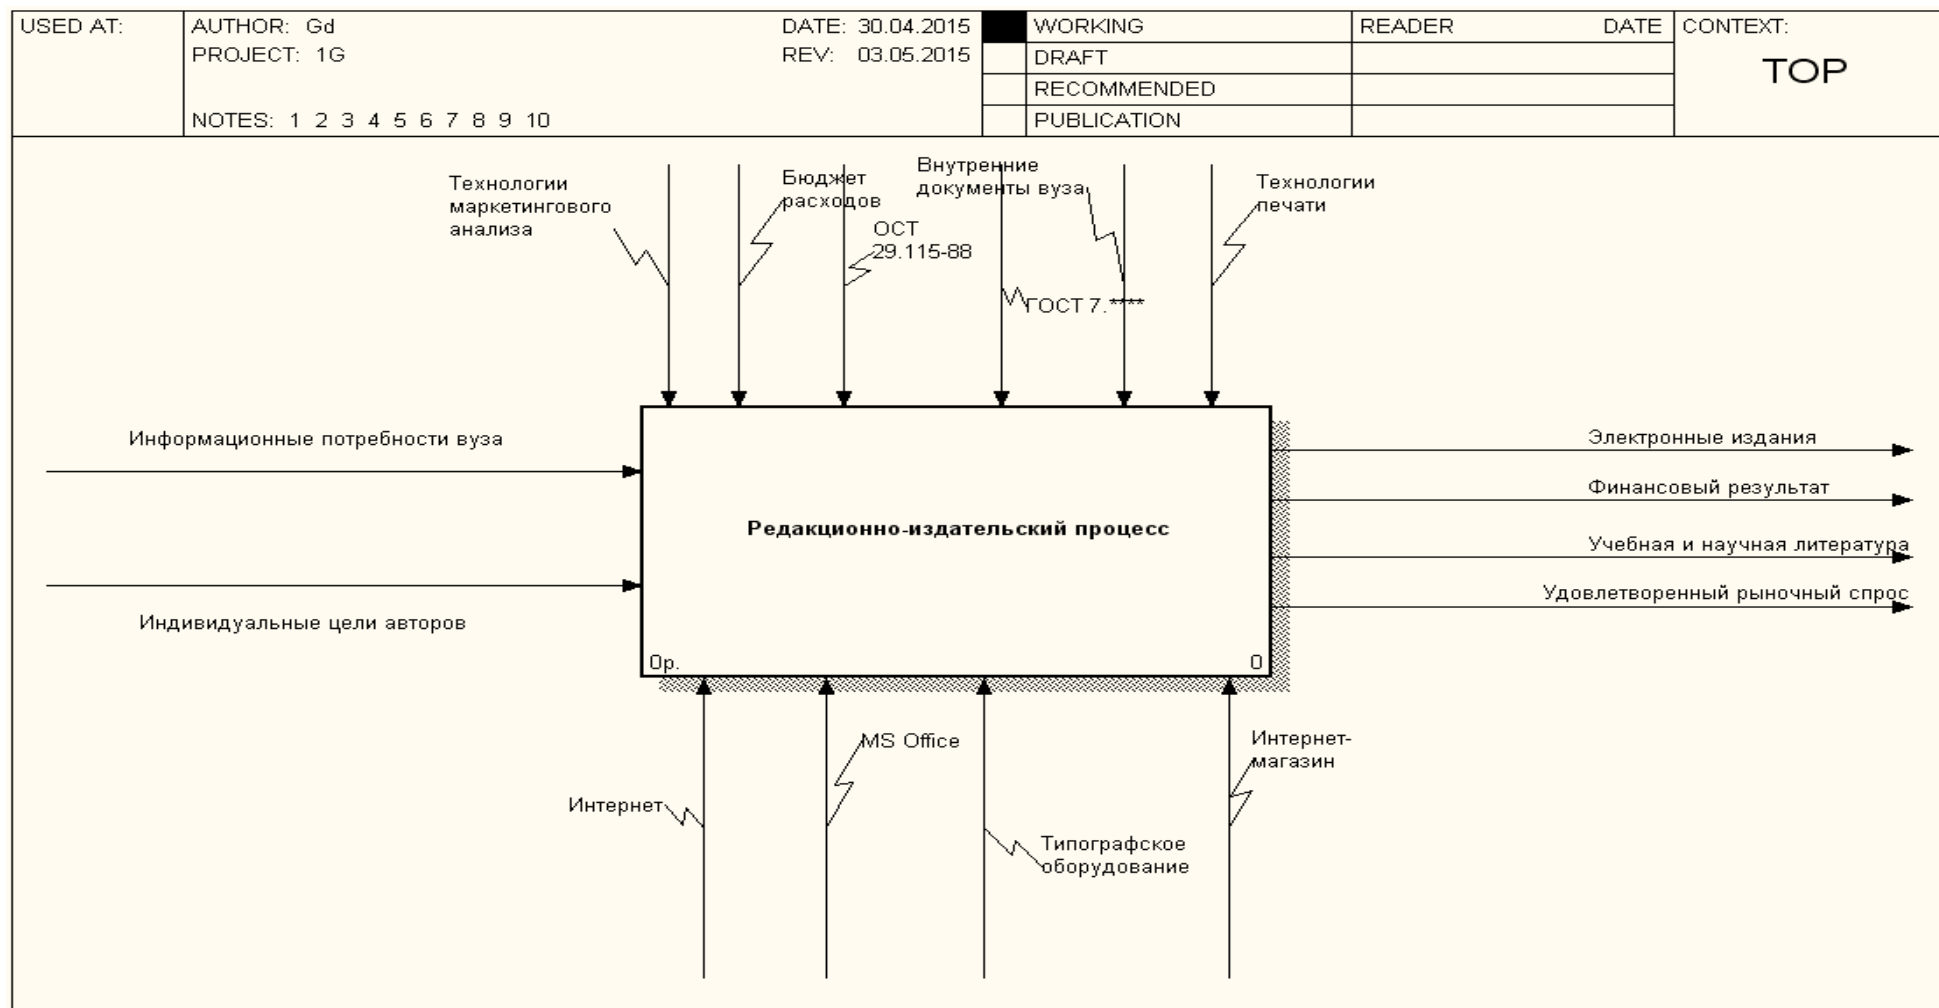 USED AT:
AUTHOR: Gd
DATE: 30.04.2015
PROJECT: 1G
REV: 03.05.2015
NOTES: 1 2 3 4 5 6 7 8 9 10
WORKING
DRAFT
RECOMMENDED
PUBLICATION
READER
DATE
CONTEXT:
TOP
Технологии
маркетингового
анализа
Бюджет
расходов
ОСТ
29.115-88
Внутренние
документы вуза
ГОСТ 7.****
Технологии
печати
Информационные потребности вуза
Индивидуальные цели авторов
Редакционно-издательский процесс
0р.
0
Электронные издания
Финансовый результат
Учебная и научная литература
Удовлетворенный рыночный спрос
Интернет
MS Office
Типографское
оборудование
Интернет-
магазин